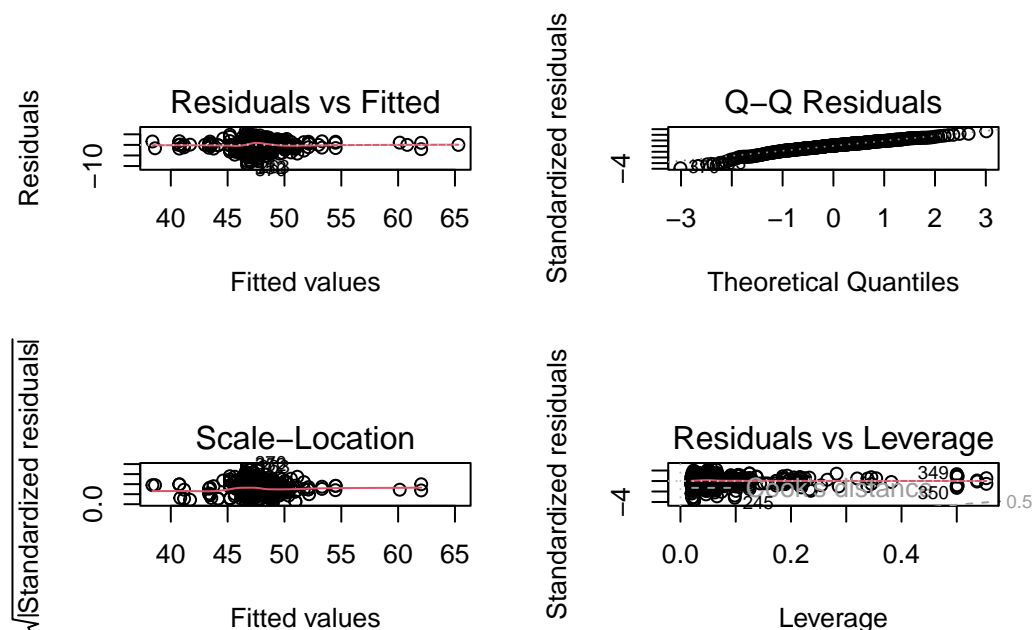 Residuals vs Fitted
Residuals
−10
40 45 50 55 60 65
Fitted values
Q−Q Residuals
Standardized residuals
−4
−3 −1 0 1 2 3
Theoretical Quantiles
Scale−Location
√|Standardized residuals|
0.0
40 45 50 55 60 65
Fitted values
Residuals vs Leverage
Standardized residuals
−4
Cook's distance
349
350
245
0.5
0.0 0.2 0.4
Leverage